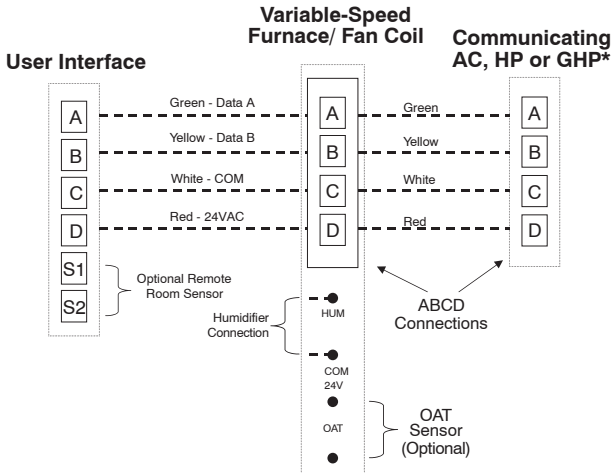 Variable-Speed
Furnace/ Fan Coil
Communicating
AC, HP or GHP*
User Interface
A
Green - Data A
A
Green
A
B
Yellow - Data B
B
Yellow
B
C
White - COM
C
White
C
D
Red - 24VAC
D
Red
D
S1
S2
Optional Remote
Room Sensor
Humidifier
Connection
HUM
COM
24V
ABCD
Connections
OAT
OAT
Sensor
(Optional)